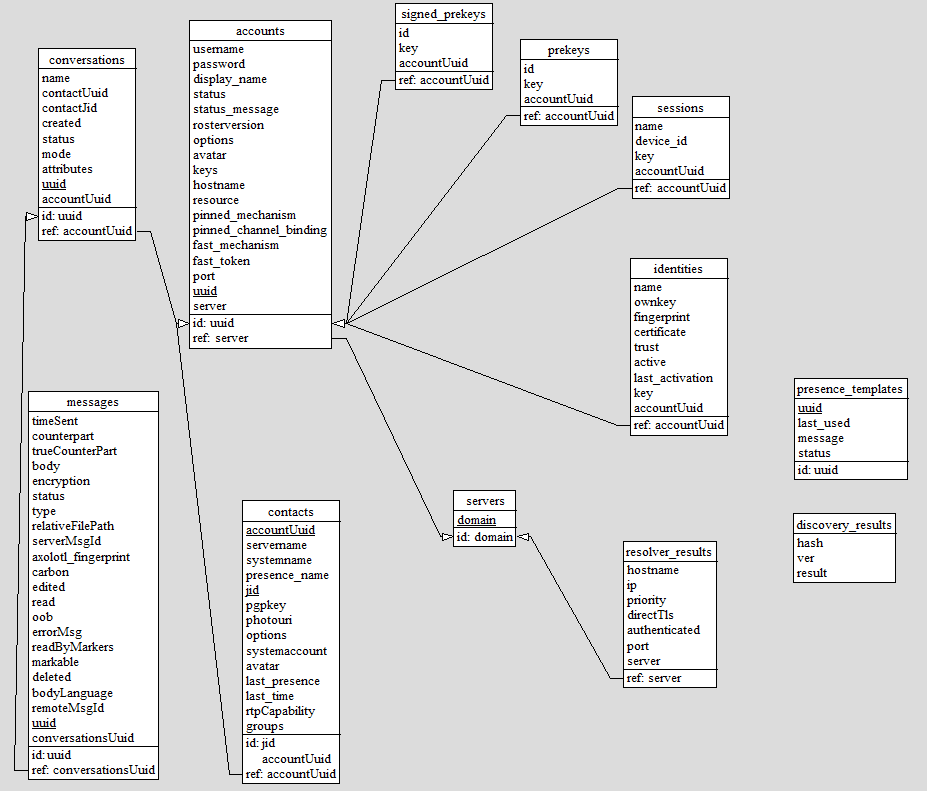 conversations
name
contactUuid
contactJid
created
status
mode
attributes
uuid
accountUuid
id: uuid
ref: accountUuid
accounts
username
password
display_name
status
status_message
rosterversion
options
avatar
keys
hostname
resource
pinned_mechanism
pinned_channel_binding
fast_mechanism
fast_token
port
uuid
server
id: uuid
ref: server
signed_prekeys
id
key
accountUuid
ref: accountUuid
prekeys
id
key
accountUuid
ref: accountUuid
sessions
name
device_id
key
accountUuid
ref: accountUuid
identities
name
ownkey
fingerprint
certificate
trust
active
last_activation
key
accountUuid
ref: accountUuid
presence_templates
uuid
last_used
message
status
id: uuid
messages
timeSent
counterpart
trueCounterPart
body
encryption
status
type
relativeFilePath
serverMsgId
axolotl_fingerprint
carbon
edited
read
oob
errorMsg
readByMarkers
markable
deleted
bodyLanguage
remoteMsgId
uuid
conversationsUuid
id: uuid
ref: conversationsUuid
contacts
accountUuid
servername
systemname
presence_name
jid
pgpkey
photouri
options
systemaccount
avatar
last_presence
last_time
rtpCapability
groups
id: jid
accountUuid
ref: accountUuid
servers
domain
id: domain
resolver_results
hostname
ip
priority
directTls
authenticated
port
server
ref: server
discovery_results
hash
ver
result